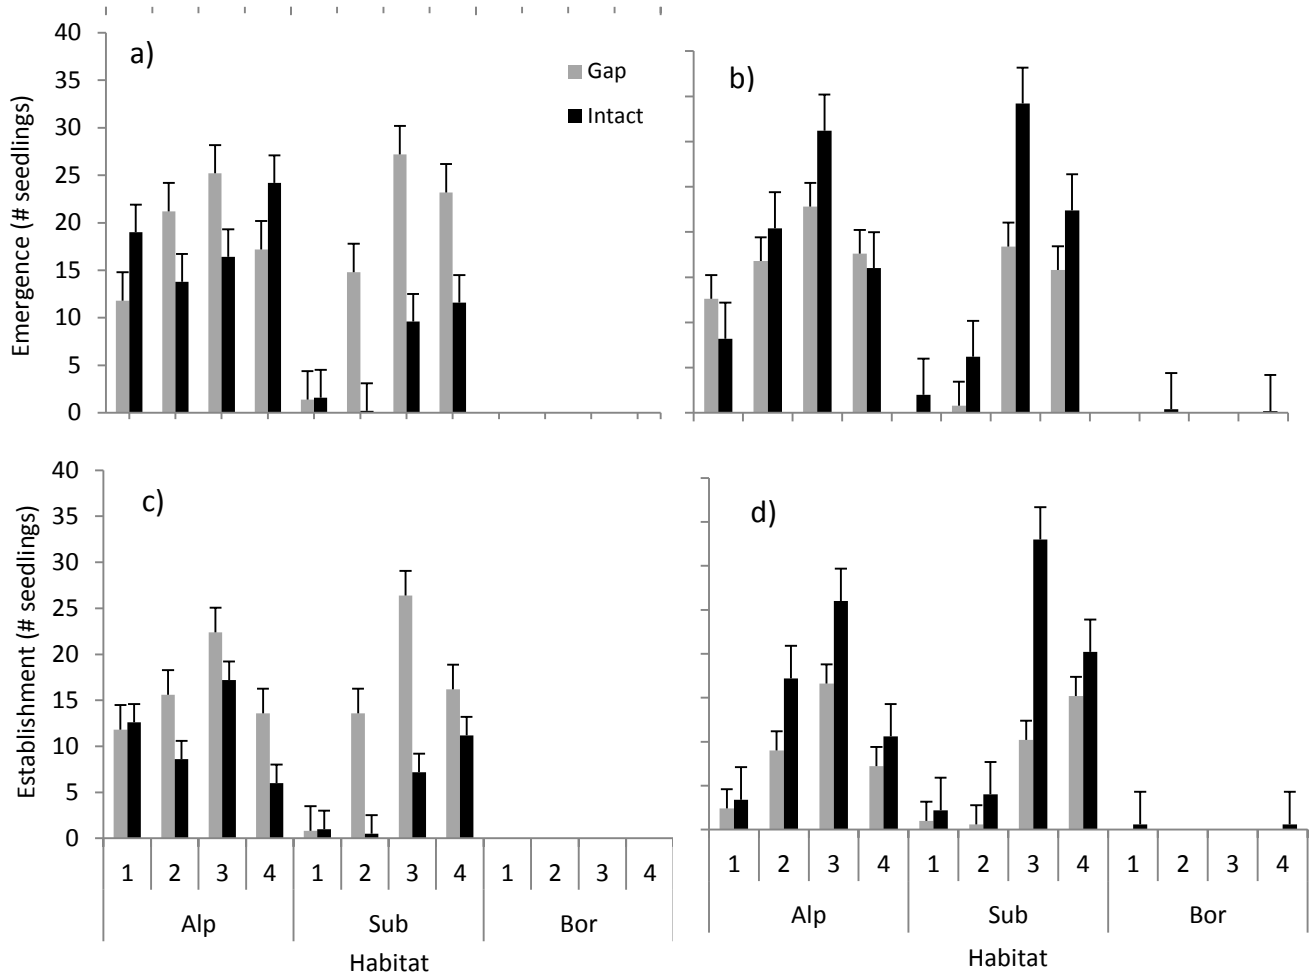 a)
Gap
Intact
b)
40
35
30
25
20
15
10
5
0
Emergence (# seedlings)
c)
d)
40
35
30
25
20
15
10
5
0
Establishment (# seedlings)
1 2 3 4 1 2 3 4 1 2 3 4
Alp Sub Bor
Habitat
1 2 3 4 1 2 3 4 1 2 3 4
Alp Sub Bor
Habitat